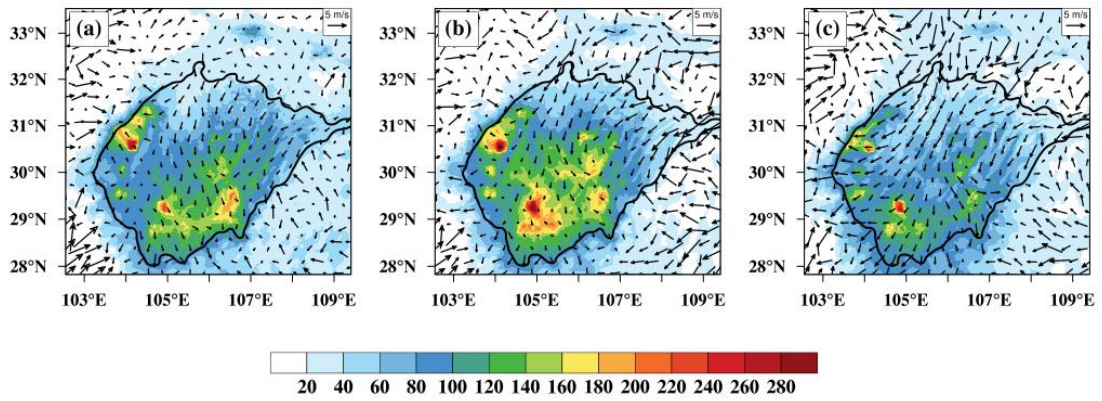 (a) 5 m/s (b) 5 m/s (c) 5 m/s
33°N 33°N 33°N
32°N 32°N 32°N
31°N 31°N 31°N
30°N 30°N 30°N
29°N 29°N 29°N
28°N 28°N 28°N
103°E 105°E 107°E 109°E 103°E 105°E 107°E 109°E 103°E 105°E 107°E 109°E
20 40 60 80 100 120 140 160 180 200 220 240 260 280